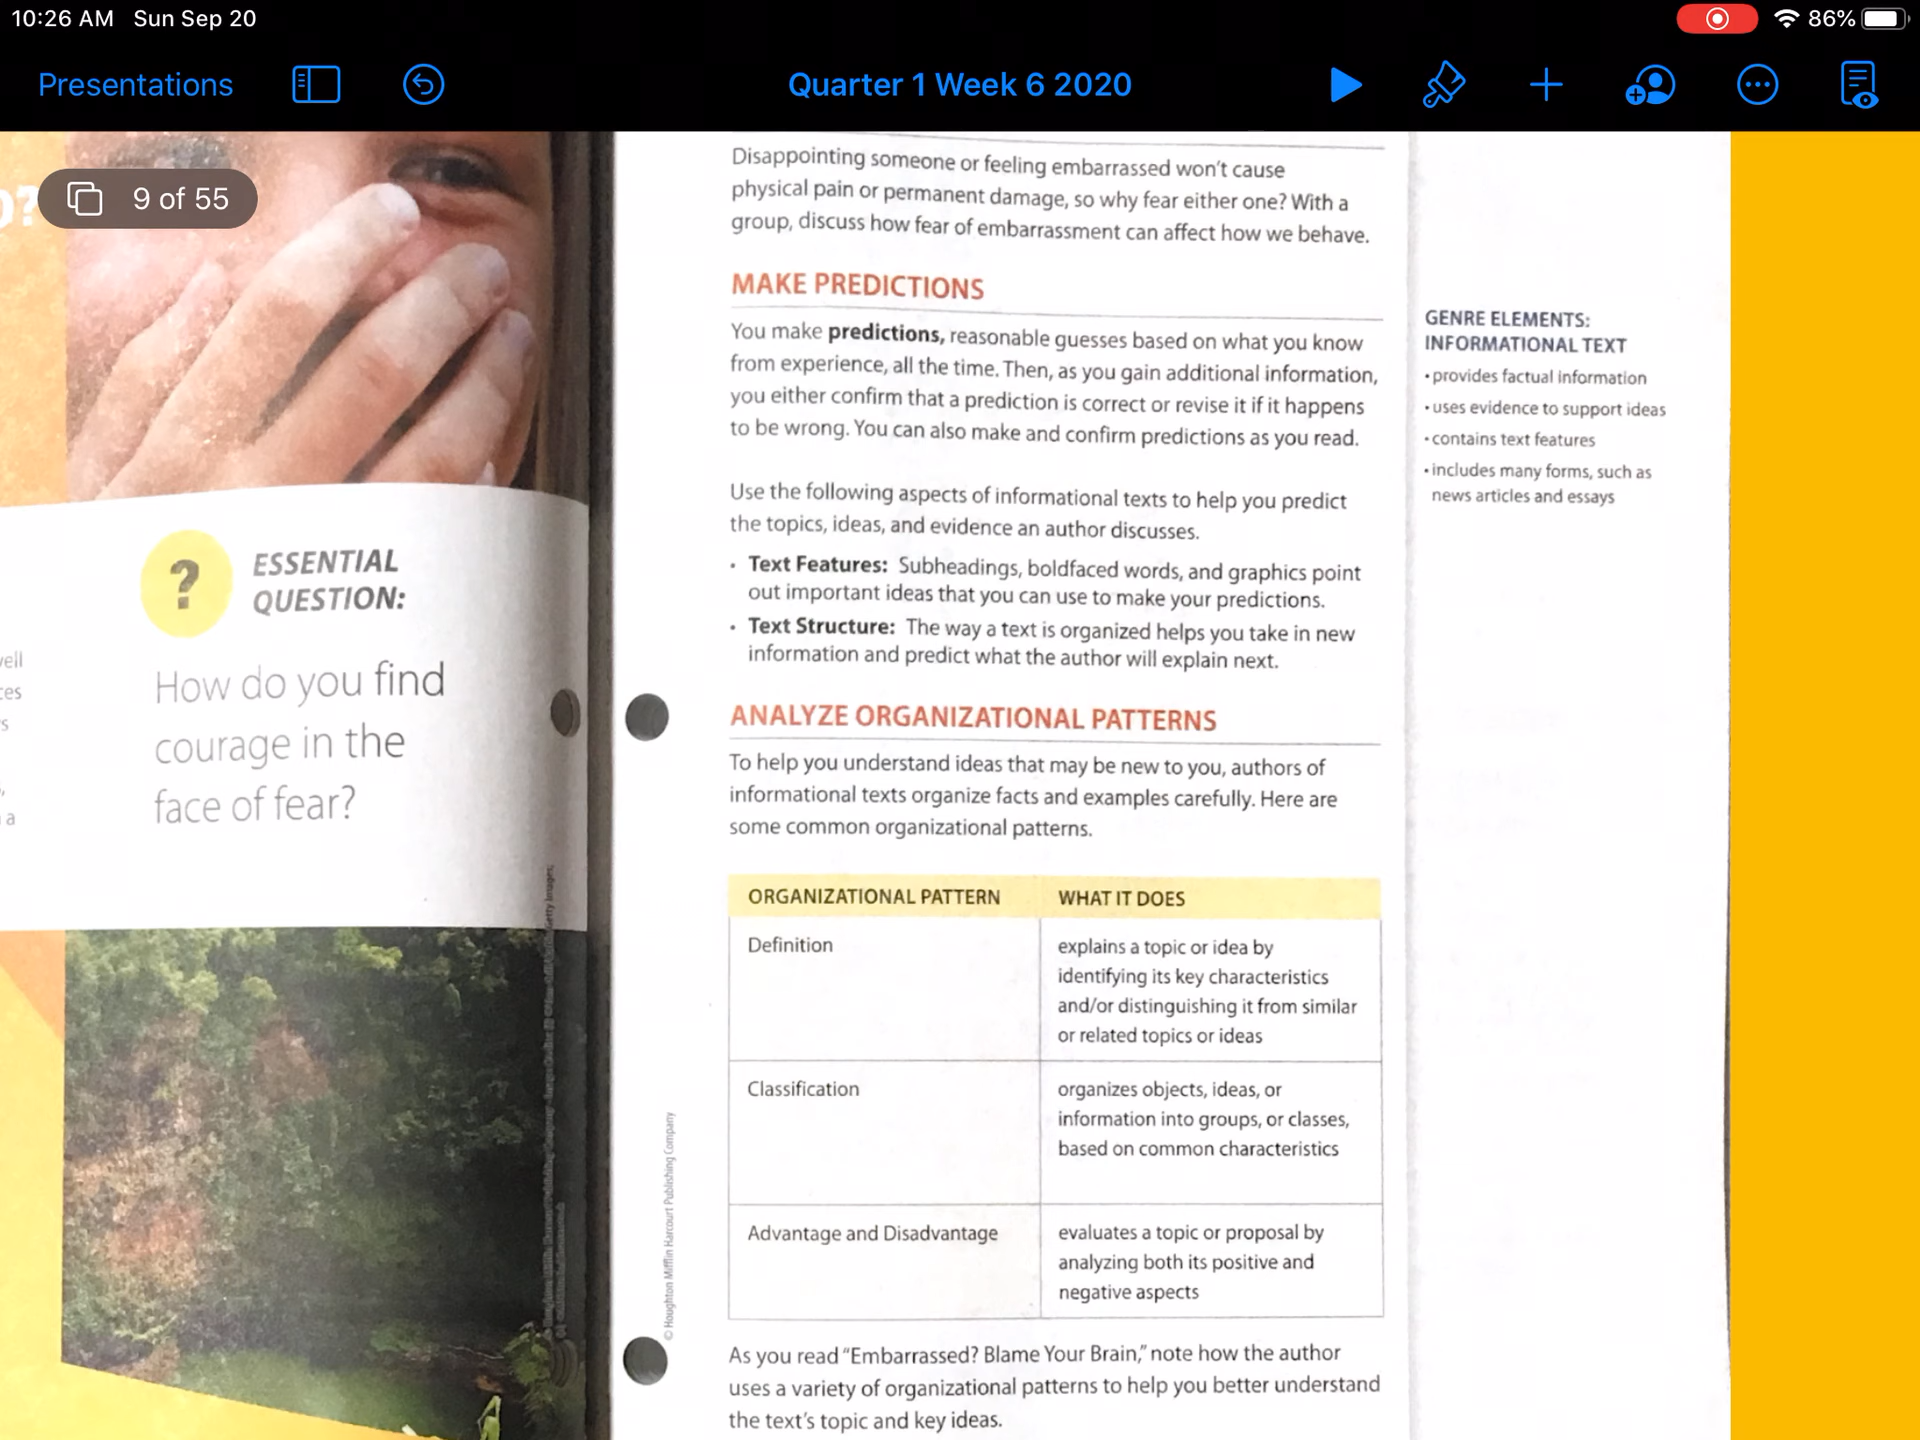 10:26 AM Sun Sep 20
86%
Presentations
Quarter 1 Week 6 2020
9 of 55
?
ESSENTIAL
QUESTION:
How do you find
courage in the
face of fear?
Disappointing someone or feeling embarrassed won't cause
physical pain or permanent damage, so why fear either one? With a
group, discuss how fear of embarrassment can affect how we behave.
MAKE PREDICTIONS
You make predictions, reasonable guesses based on what you know
from experience, all the time. Then, as you gain additional information,
you either confirm that a prediction is correct or revise it if it happens
to be wrong. You can also make and confirm predictions as you read.
Use the following aspects of informational texts to help you predict
the topics, ideas, and evidence an author discusses.
• Text Features: Subheadings, boldfaced words, and graphics point
out important ideas that you can use to make your predictions.
• Text Structure: The way a text is organized helps you take in new
information and predict what the author will explain next.
ANALYZE ORGANIZATIONAL PATTERNS
To help you understand ideas that may be new to you, authors of
informational texts organize facts and examples carefully. Here are
some common organizational patterns.
ORGANIZATIONAL PATTERN
WHAT IT DOES
Definition
explains a topic or idea by
identifying its key characteristics
and/or distinguishing it from similar
or related topics or ideas
Classification
organizes objects, ideas, or
information into groups, or classes,
based on common characteristics
Advantage and Disadvantage
evaluates a topic or proposal by
analyzing both its positive and
negative aspects
As you read "Embarrassed? Blame Your Brain," note how the author
uses a variety of organizational patterns to help you better understand
the text's topic and key ideas.
© Houghton Mifflin Harcourt Publishing Company
GENRE ELEMENTS:
INFORMATIONAL TEXT
• provides factual information
• uses evidence to support ideas
• contains text features
• includes many forms, such as
news articles and essays